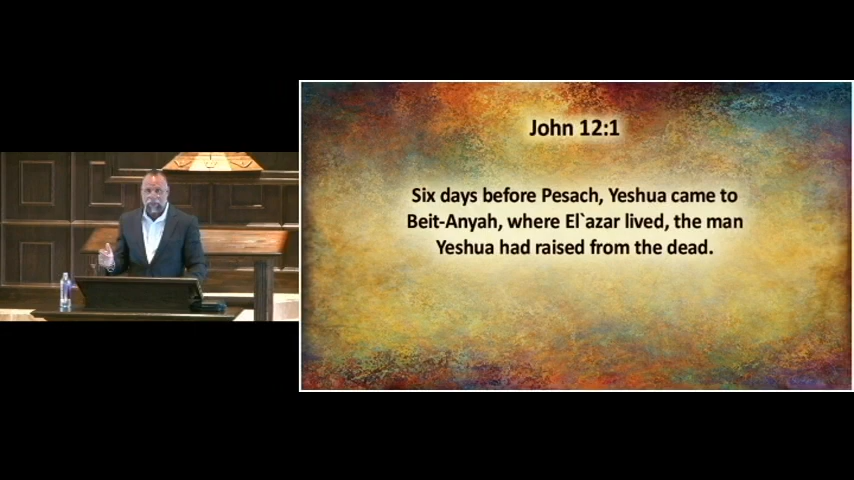 John 12:1
Six days before Pesach, Yeshua came to
Beit-Anyah, where El`azar lived, the man
Yeshua had raised from the dead.